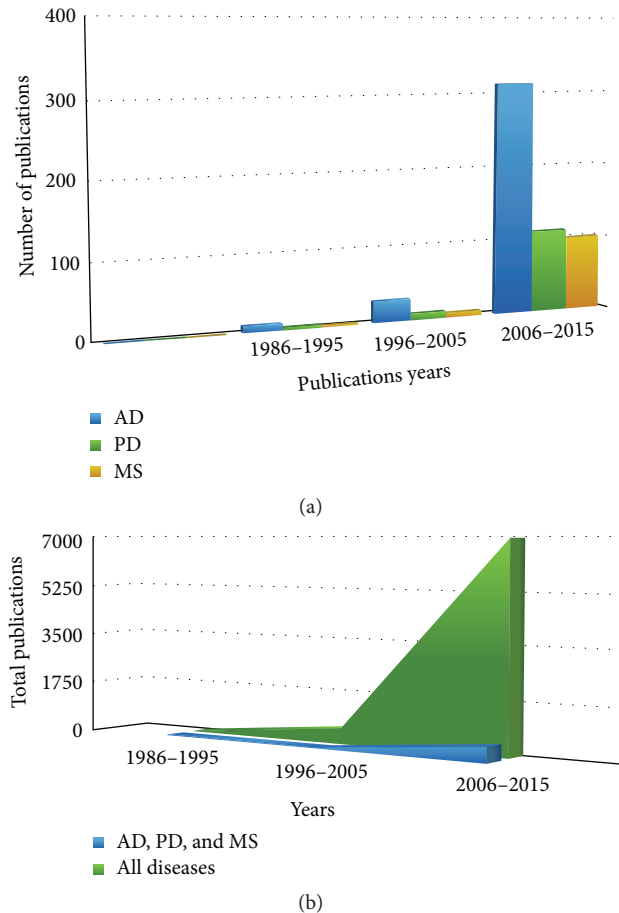 400
300
200
100
0
Number of publications
1986–1995
1996–2005
2006–2015
Publications years
AD
PD
MS
(a)
7000
5250
3500
1750
0
Total publications
1986–1995
1996–2005
2006–2015
Years
AD, PD, and MS
All diseases
(b)